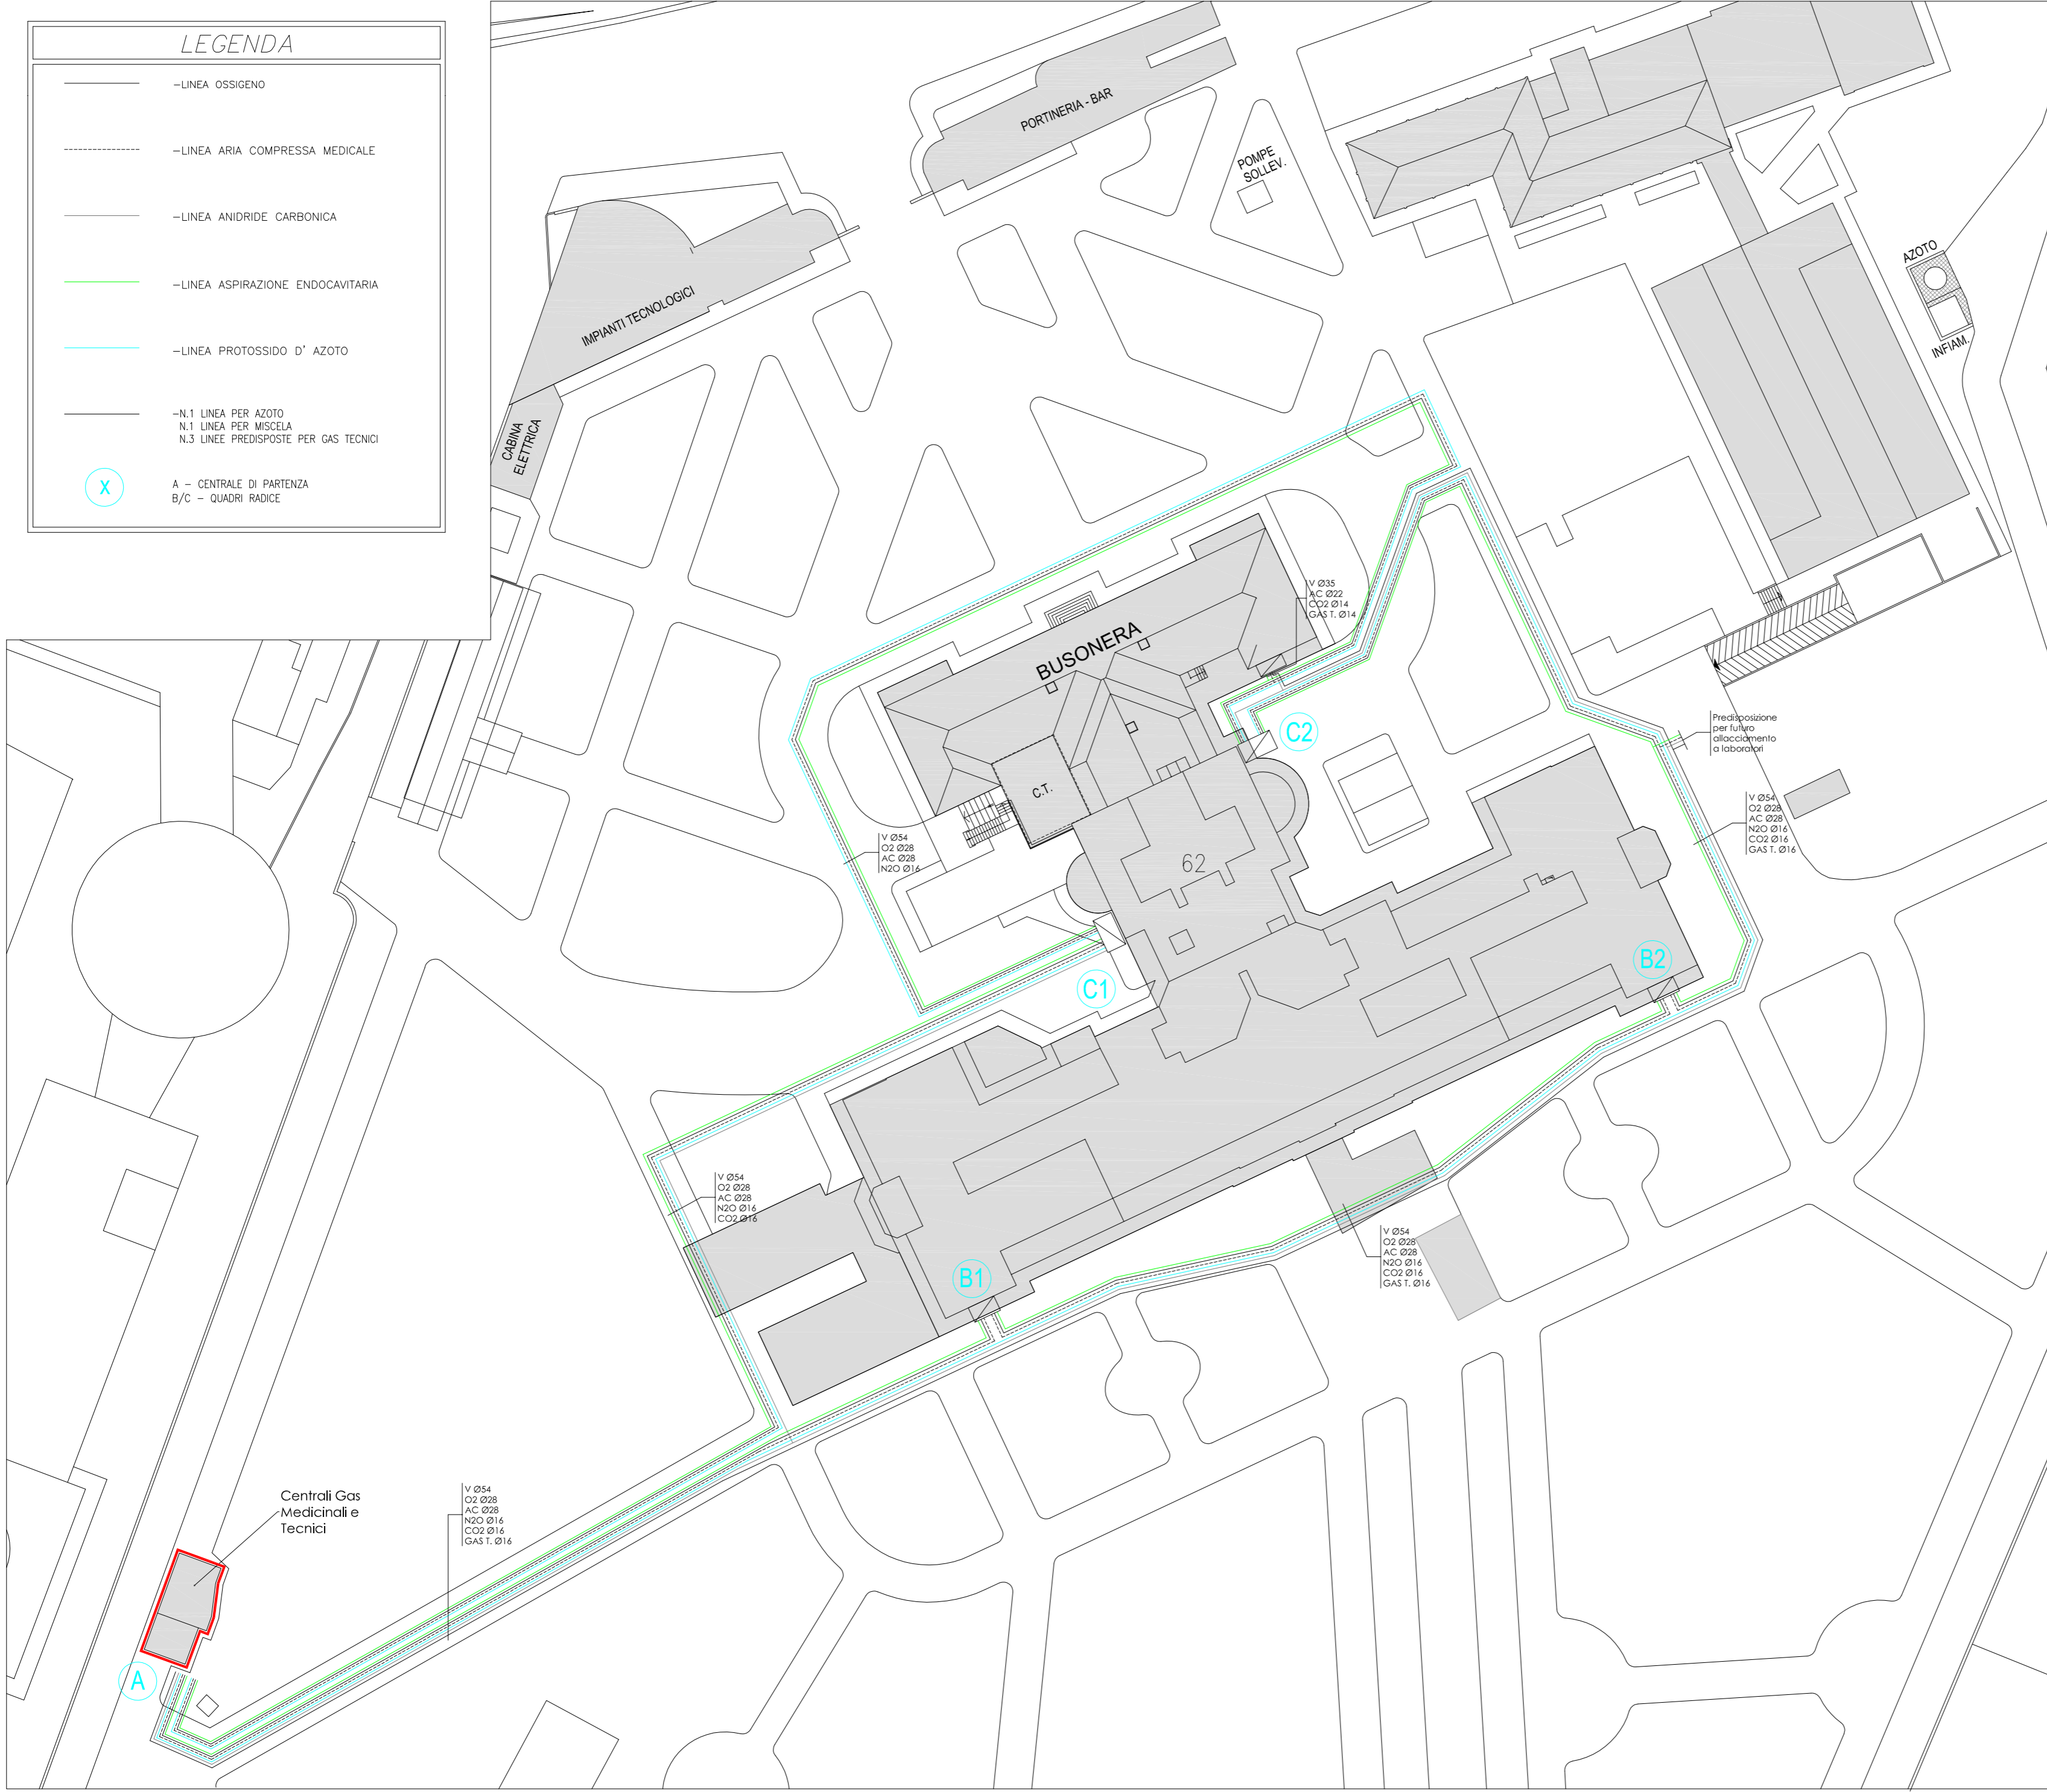 LEGENDA
-LINEA OSSIGENO
-LINEA ARIA COMPRESSA MEDICALE
-LINEA ANIDRIDE CARBONICA
-LINEA ASPIRAZIONE ENDOCAVITARIA
-LINEA PROTOSSIDO D' AZOTO
-N.1 LINEA PER AZOTO
N.1 LINEA PER MISCELA
N.3 LINEE PREDISPOSTE PER GAS TECNICI
X
A - CENTRALE DI PARTENZA
B/C - QUADRI RADICE
PORTINERIA - BAR
POMPE
SOLLEV.
IMPIANTI TECNOLOGICI
CABINA
ELETTRICA
AZOTO
INFIAM.
BUSONERA
V Ø35
AC Ø22
CO2 Ø14
GAS T. Ø14
C2
C.T.
62
Predisposizione
per futuro
allacciamento
a laboratori
V Ø54
O2 Ø28
AC Ø28
N2O Ø16
CO2 Ø16
GAS T. Ø16
V Ø54
O2 Ø28
AC Ø28
N2O Ø16
C1
B2
V Ø54
O2 Ø28
AC Ø28
N2O Ø16
CO2 Ø16
B1
V Ø54
O2 Ø28
AC Ø28
N2O Ø16
CO2 Ø16
GAS T. Ø16
V Ø54
O2 Ø28
AC Ø28
N2O Ø16
CO2 Ø16
GAS T. Ø16
Centrali Gas
Medicinali e
Tecnici
A